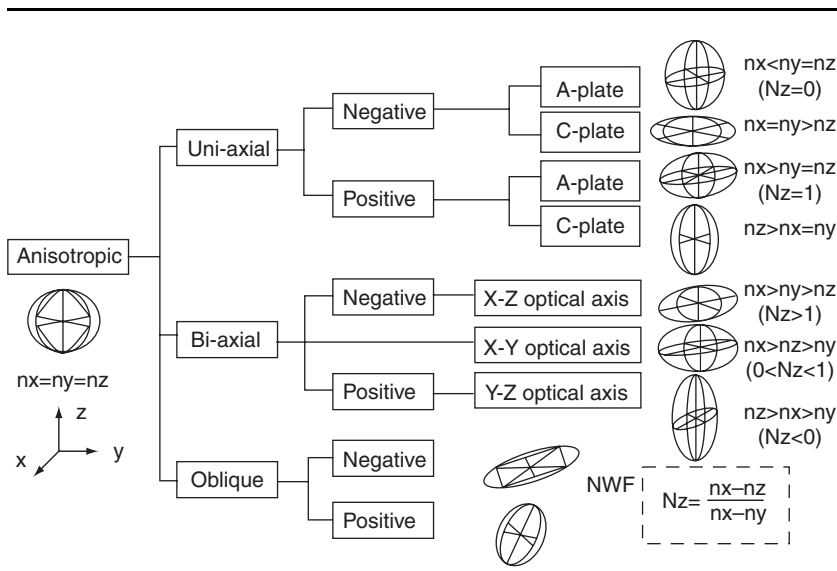 Anisotropic
nx=ny=nz
z
y
x
Uni-axial
Negative
A-plate
nx<ny=nz
(Nz=0)
C-plate
nx=ny>nz
Positive
A-plate
nx>ny=nz
(Nz=1)
C-plate
nz>nx=ny
Bi-axial
Negative
X-Z optical axis
nx>ny>nz
(Nz>1)
X-Y optical axis
nx>nz>ny
(0<Nz<1)
Positive
Y-Z optical axis
nz>nx>ny
(Nz<0)
Oblique
Negative
Positive
NWF
Nz= nx–nz
nx–ny